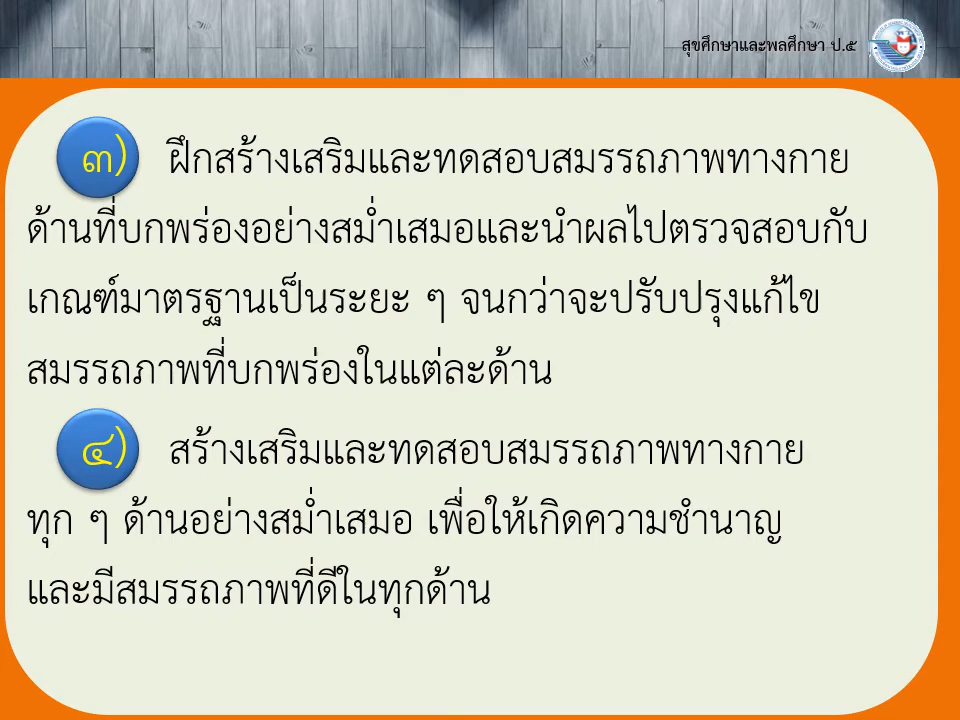 สุขศึกษาและพลศึกษา ป.๕
๓) ฝึกสร้างเสริมและทดสอบสมรรถภาพทางกาย
ด้านที่บกพร่องอย่างสม่ำเสมอและนำผลไปตรวจสอบกับ
เกณฑ์มาตรฐานเป็นระยะ ๆ จนกว่าจะปรับปรุงแก้ไข
สมรรถภาพที่บกพร่องในแต่ละด้าน
๔) สร้างเสริมและทดสอบสมรรถภาพทางกาย
ทุก ๆ ด้านอย่างสม่ำเสมอ เพื่อให้เกิดความชำนาญ
และมีสมรรถภาพที่ดีในทุกด้าน